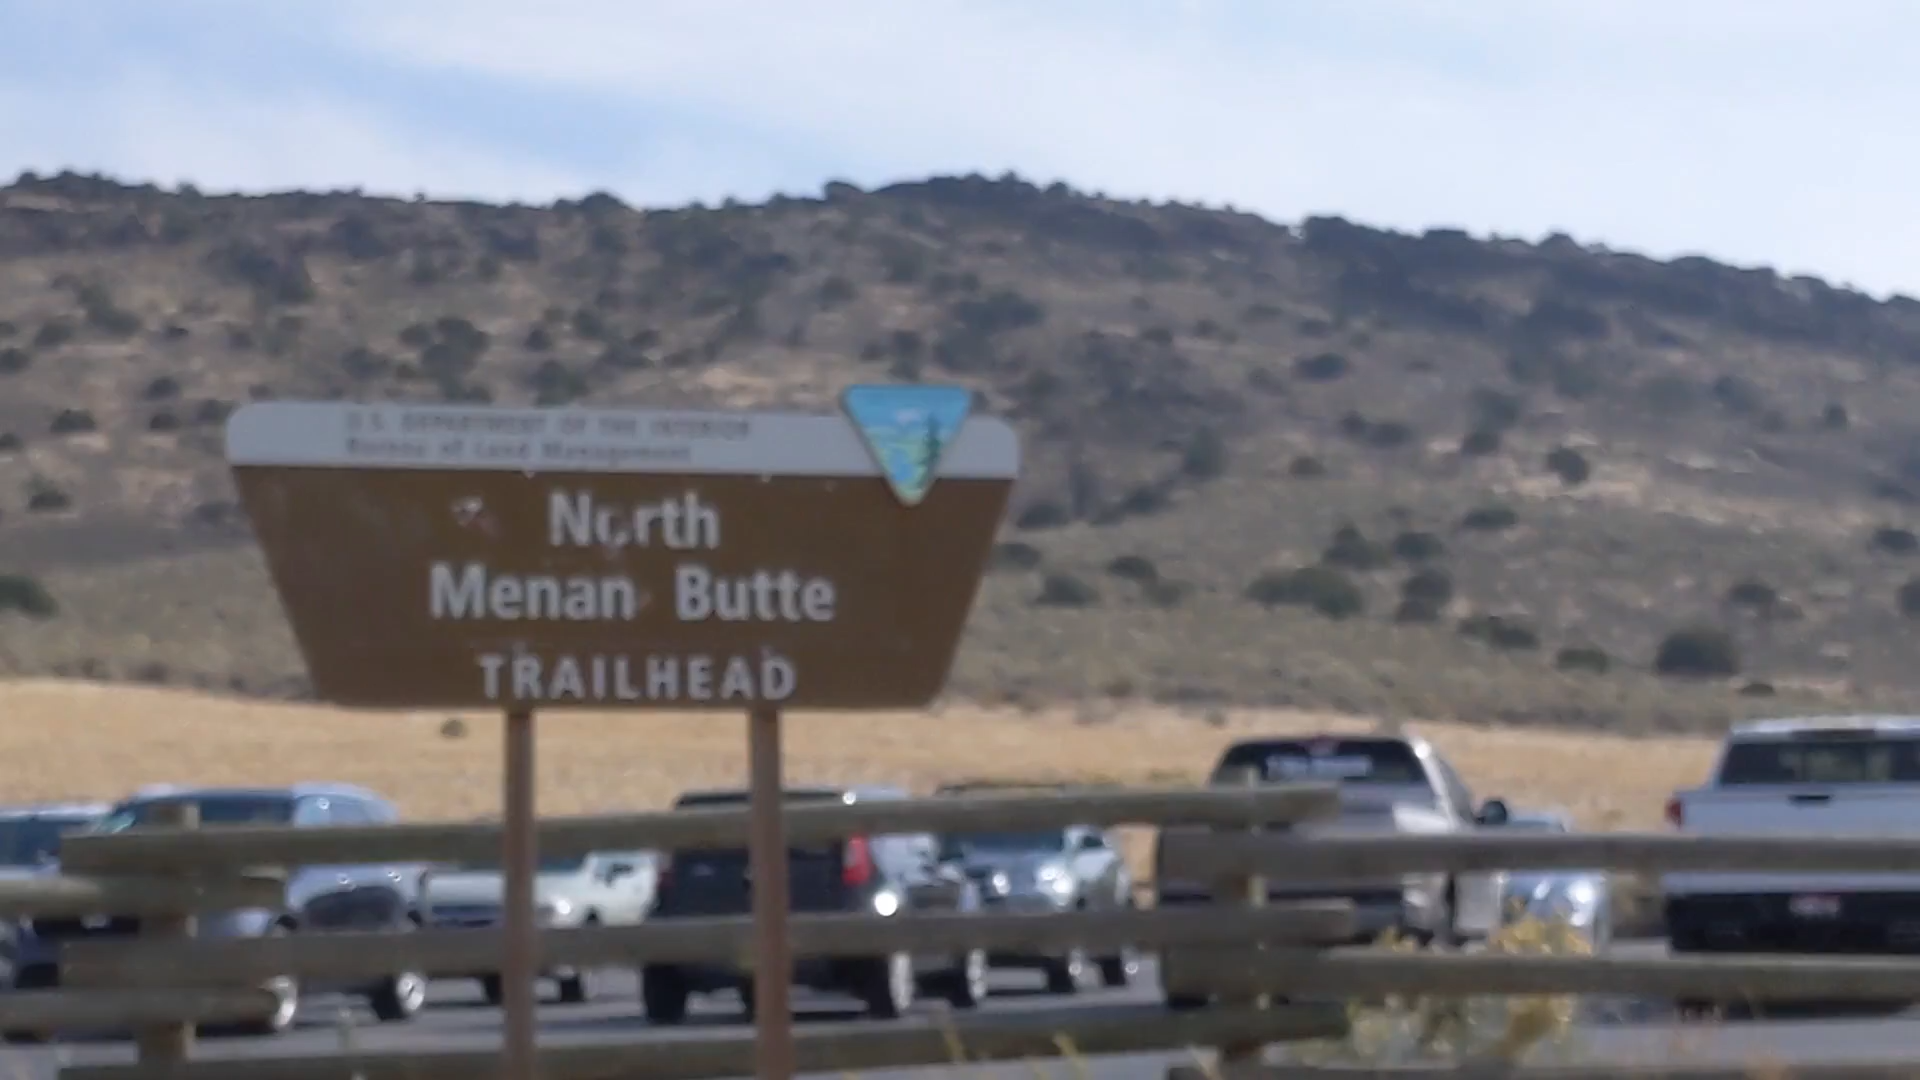 U.S. DEPARTMENT OF THE INTERIOR
Bureau of Land Management
North
Menan Butte
TRAILHEAD